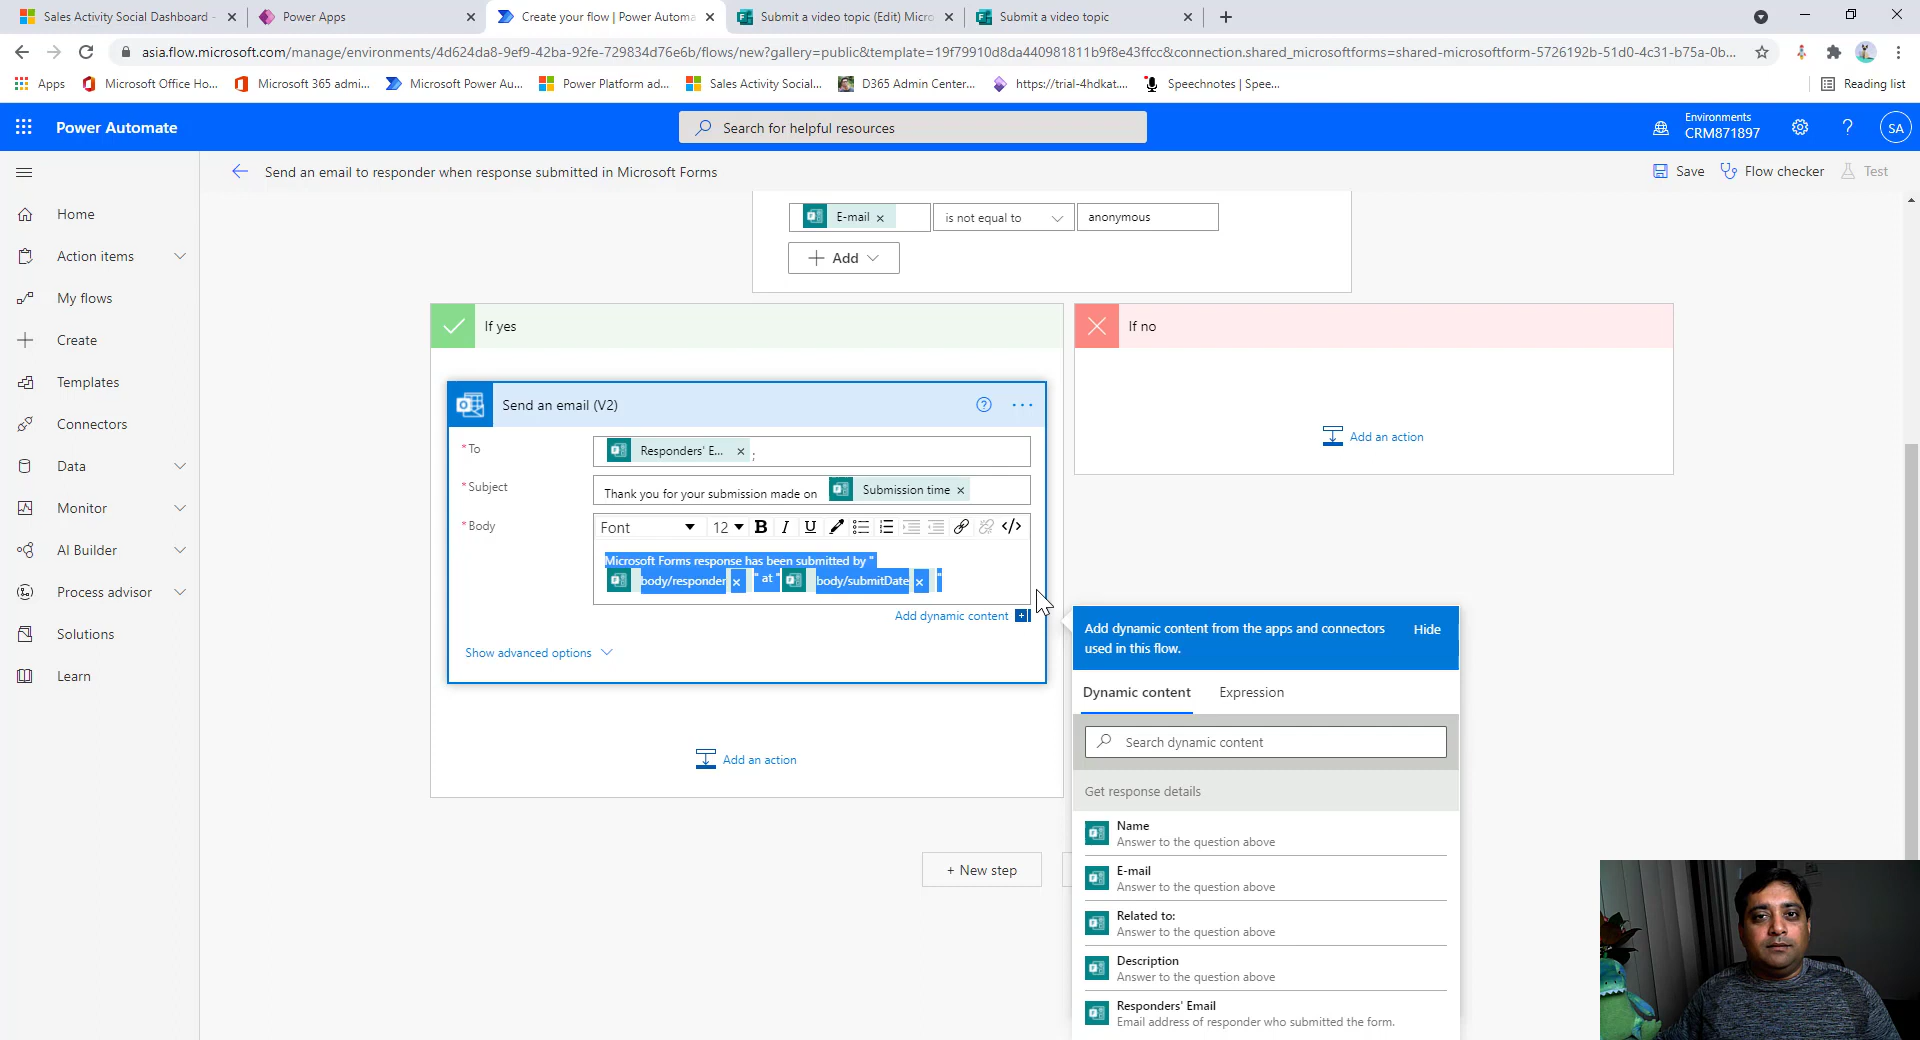 Sales Activity Social Dashboard -
Power Apps
Create your flow | Power Automa
Submit a video topic (Edit) Micro
Submit a video topic
asia.flow.microsoft.com/manage/environments/4d624da8-9ef9-42ba-92fe-729834d76e6b/flows/new?gallery=public&template=19f79910d8da440981811b9f8e43ffcc&connection.shared_microsoftforms=shared-microsoftform-5726192b-51d0-4c31-b75a-0b...
Apps
Microsoft Office Ho...
Microsoft 365 admi...
Microsoft Power Au...
Power Platform ad...
Sales Activity Social...
D365 Admin Center...
https://trial-4hdkat...
Speechnotes | Spee...
Reading list
Power Automate
Search for helpful resources
Environments
CRM871897
?
SA
Send an email to responder when response submitted in Microsoft Forms
Save
Flow checker
Test
Home
Action items
My flows
Create
Templates
Connectors
Data
Monitor
AI Builder
Process advisor
Solutions
Learn
E-mail ×
is not equal to
anonymous
+ Add
If yes
If no
Add an action
Send an email (V2)
?
...
* To
Responders' E... × ;
* Subject
Thank you for your submission made on Submission time ×
* Body
Font
12
B I U
</>
Microsoft Forms response has been submitted by "
body/responder × " at " body/submitDate × "
Add dynamic content +
Show advanced options
Add an action
+ New step
Add dynamic content from the apps and connectors
used in this flow.
Hide
Dynamic content
Expression
Search dynamic content
Get response details
Name
Answer to the question above
E-mail
Answer to the question above
Related to:
Answer to the question above
Description
Answer to the question above
Responders' Email
Email address of responder who submitted the form.